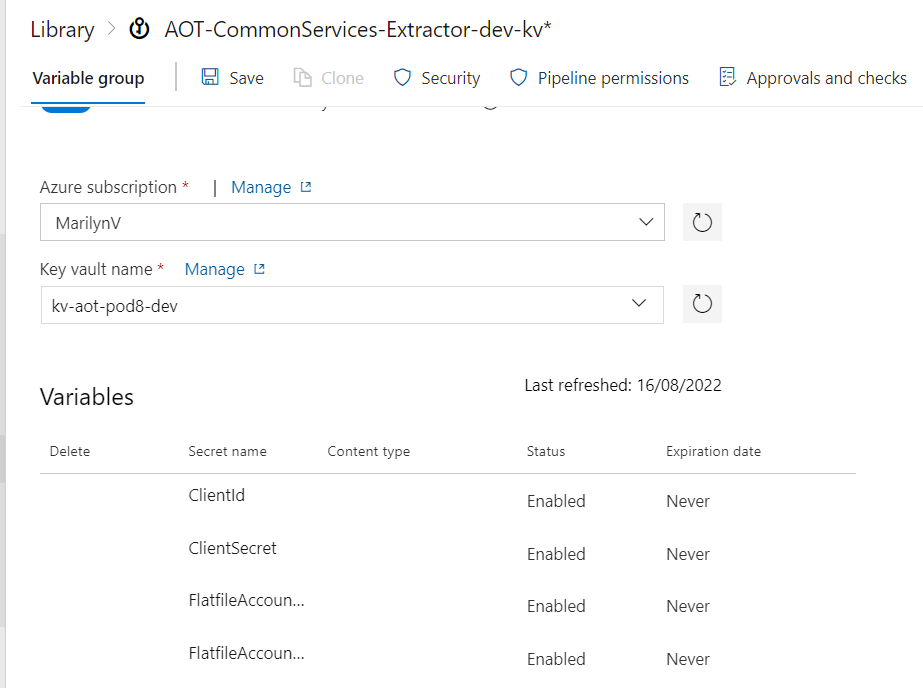 Library > AOT-CommonServices-Extractor-dev-kv*
Variable group | Save Clone Security Pipeline permissions Approvals and checks
Azure subscription * | Manage
MarilynV
Key vault name * Manage
kv-aot-pod8-dev
Variables
Last refreshed: 16/08/2022
Delete Secret name Content type Status Expiration date
ClientId Enabled Never
ClientSecret Enabled Never
FlatfileAccoun... Enabled Never
FlatfileAccoun... Enabled Never